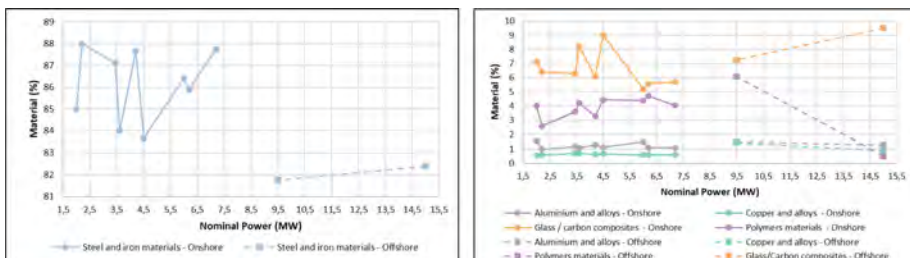 89
88
87
86
85
84
83
82
81
Material (%)
1,5 2,5 3,5 4,5 5,5 6,5 7,5 8,5 9,5 10,5 11,5 12,5 13,5 14,5 15,5
Nominal Power (MW)
Steel and iron materials - Onshore Steel and iron materials - Offshore
10
9
8
7
6
5
4
3
2
1
0
Material (%)
1,5 2,5 3,5 4,5 5,5 6,5 7,5 8,5 9,5 10,5 11,5 12,5 13,5 14,5 15,5
Nominal Power (MW)
Aluminium and alloys - Onshore Copper and alloys - Onshore
Glass / carbon composites - Onshore Polymers materials - Onshore
Aluminium and alloys - Offshore Copper and alloys - Offshore
Polymers materials - Offshore Glass/Carbon composites - Offshore